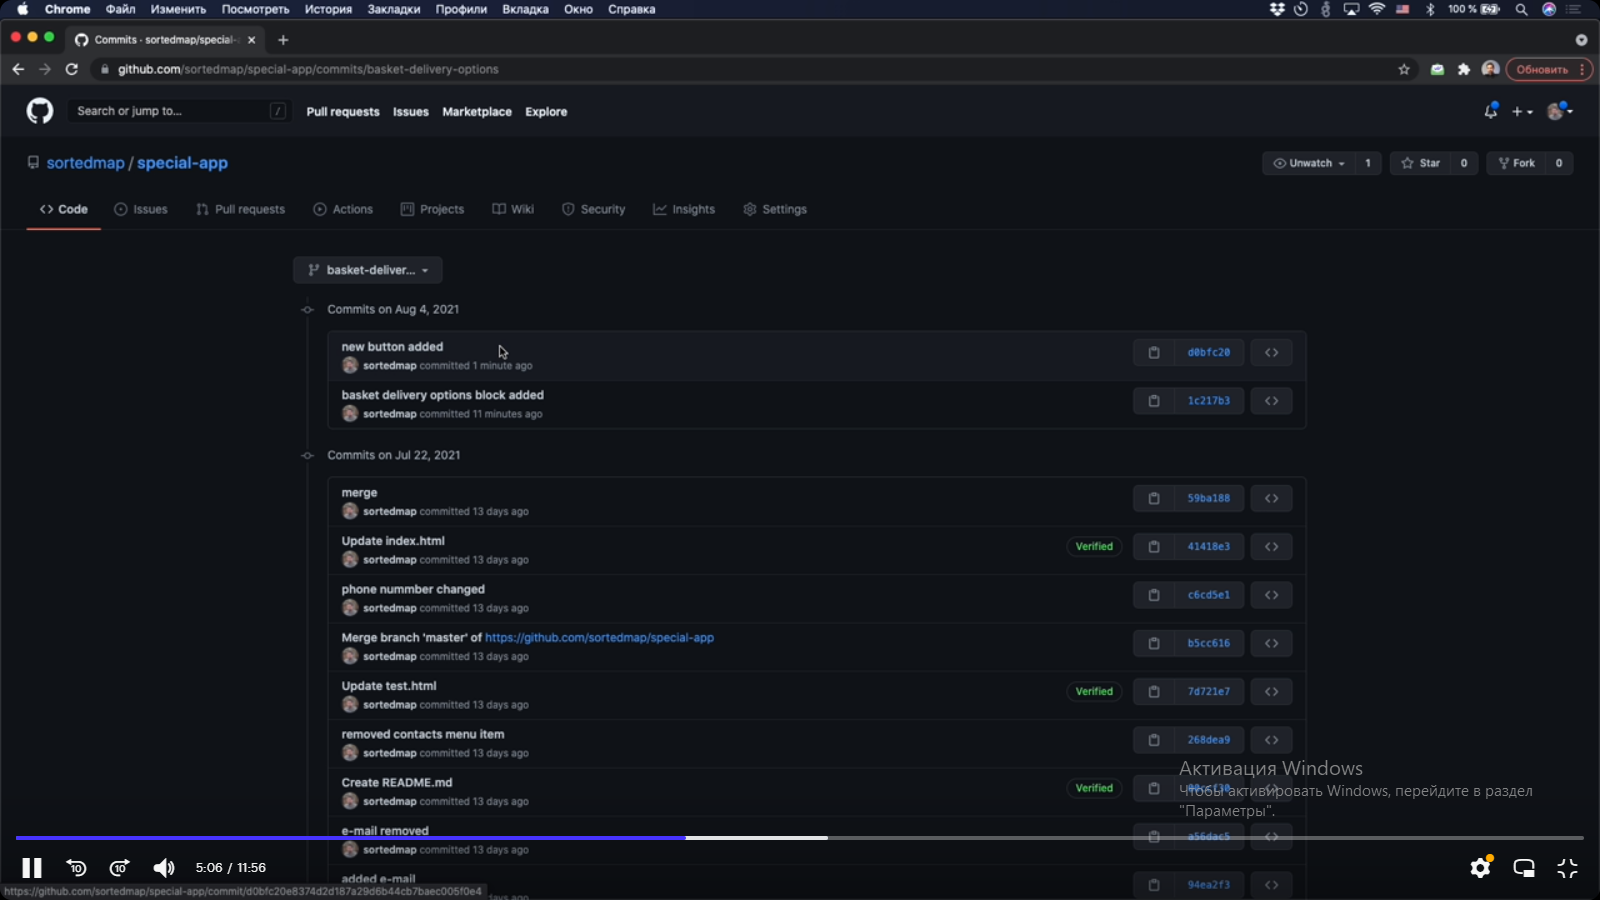 Chrome Файл Изменить Посмотреть История Закладки Профили Вкладка Окно Справка 100 %
Commits · sortedmap/special-
github.com/sortedmap/special-app/commits/basket-delivery-options Обновить
Search or jump to... / Pull requests Issues Marketplace Explore
sortedmap / special-app Unwatch 1 Star 0 Fork 0
Code Issues Pull requests Actions Projects Wiki Security Insights Settings
basket-deliver...
Commits on Aug 4, 2021
new button added
sortedmap committed 1 minute ago
d0bfc20
basket delivery options block added
sortedmap committed 11 minutes ago
1c217b3
Commits on Jul 22, 2021
merge
sortedmap committed 13 days ago
59ba188
Update index.html
sortedmap committed 13 days ago
Verified 41418e3
phone nummber changed
sortedmap committed 13 days ago
c6cd5e1
Merge branch 'master' of https://github.com/sortedmap/special-app
sortedmap committed 13 days ago
b5cc616
Update test.html
sortedmap committed 13 days ago
Verified 7d721e7
removed contacts menu item
sortedmap committed 13 days ago
268dea9
Create README.md
sortedmap committed 13 days ago
Verified
Активация Windows
Чтобы активировать Windows, перейдите в раздел
"Параметры".
e-mail removed
sortedmap committed 13 days ago
a56dac5
added e-mail
94ea2f3
days ago
10 10 5:06 / 11:56
https://github.com/sortedmap/special-app/commit/d0bfc20e8374d2d187a29d6b44cb7baec005f0e4